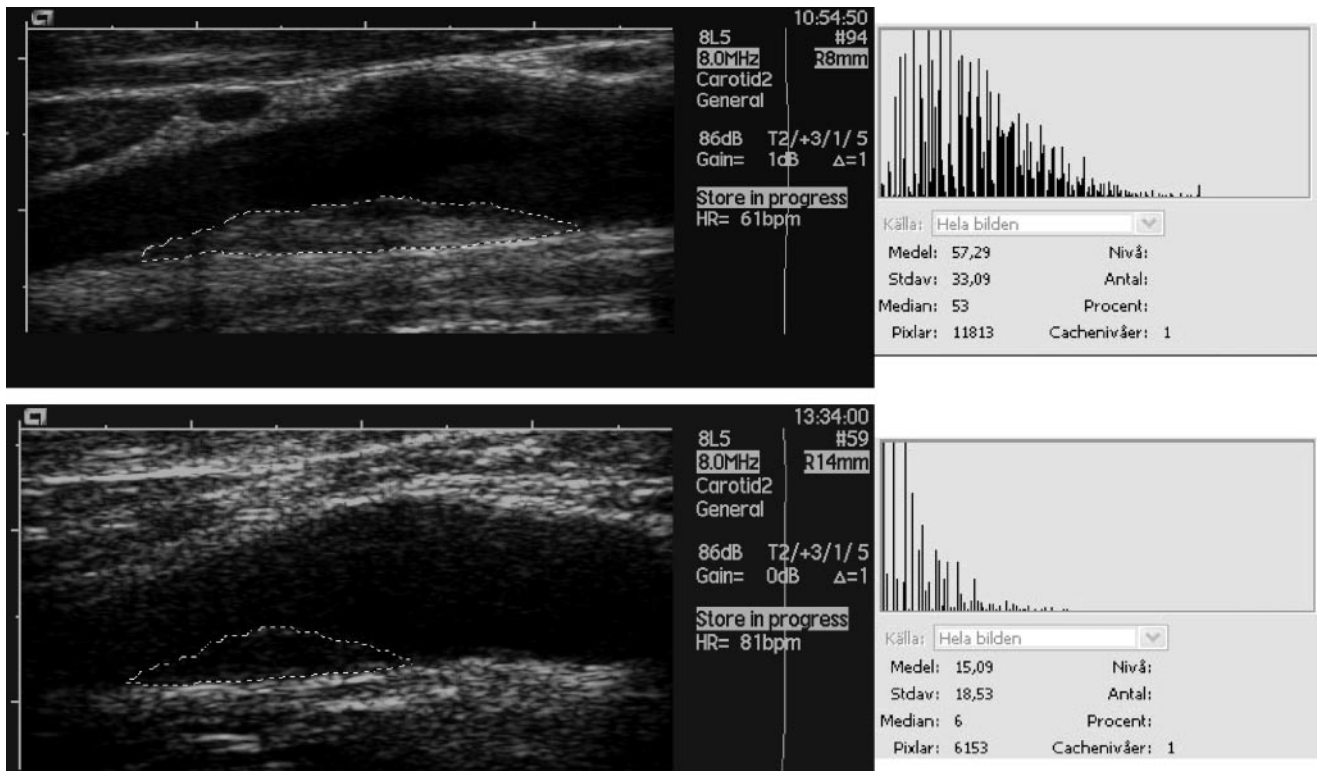 10:54:50
8L5 #94
8.0MHz R8mm
Carotid2
General
86dB T2/+3/1/5
Gain= 1dB Δ=1
Store in progress
HR= 61bpm
Källa: Hela bilden
Medel: 57,29 Nivå:
Stdav: 33,09 Antal:
Median: 53 Procent:
Pixlar: 11813 Cachenivåer: 1
13:34:00
8L5 #59
8.0MHz R14mm
Carotid2
General
86dB T2/+3/1/5
Gain= 0dB Δ=1
Store in progress
HR= 81bpm
Källa: Hela bilden
Medel: 15,09 Nivå:
Stdav: 18,53 Antal:
Median: 6 Procent:
Pixlar: 6153 Cachenivåer: 1